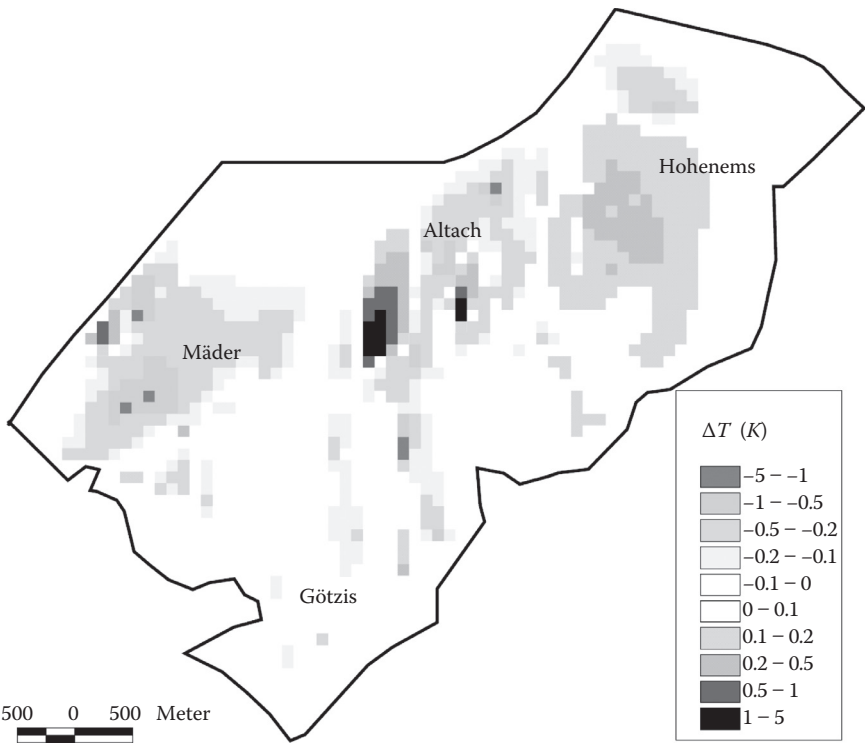 Hohenems
Altach
Mäder
Götzis
ΔT (K)
–5 – –1
–1 – –0.5
–0.5 – –0.2
–0.2 – –0.1
–0.1 – 0
0 – 0.1
0.1 – 0.2
0.2 – 0.5
0.5 – 1
1 – 5
500 0 500 Meter